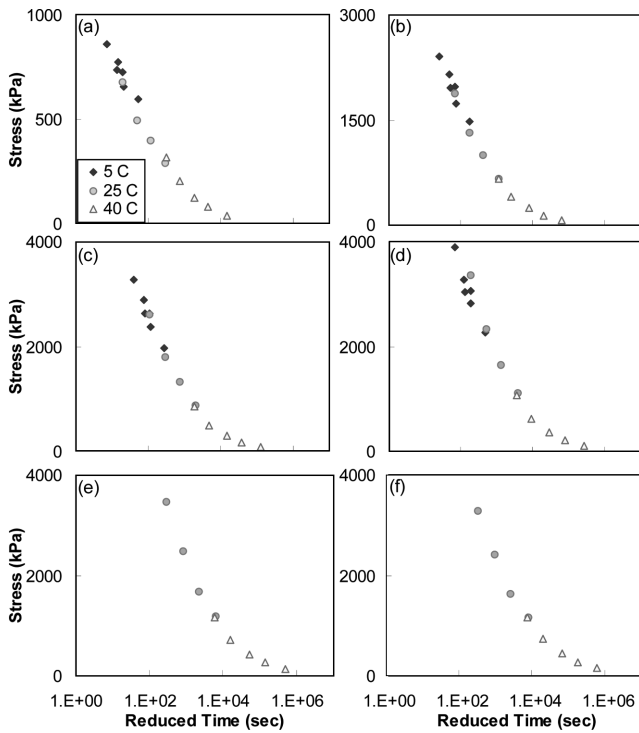 (a)
1000
500
0
Stress (kPa)
5 C
25 C
40 C
(b)
3000
1500
0
(c)
4000
2000
0
Stress (kPa)
(d)
4000
2000
0
(e)
4000
2000
0
Stress (kPa)
1.E+00 1.E+02 1.E+04 1.E+06
Reduced Time (sec)
(f)
4000
2000
0
1.E+00 1.E+02 1.E+04 1.E+06
Reduced Time (sec)